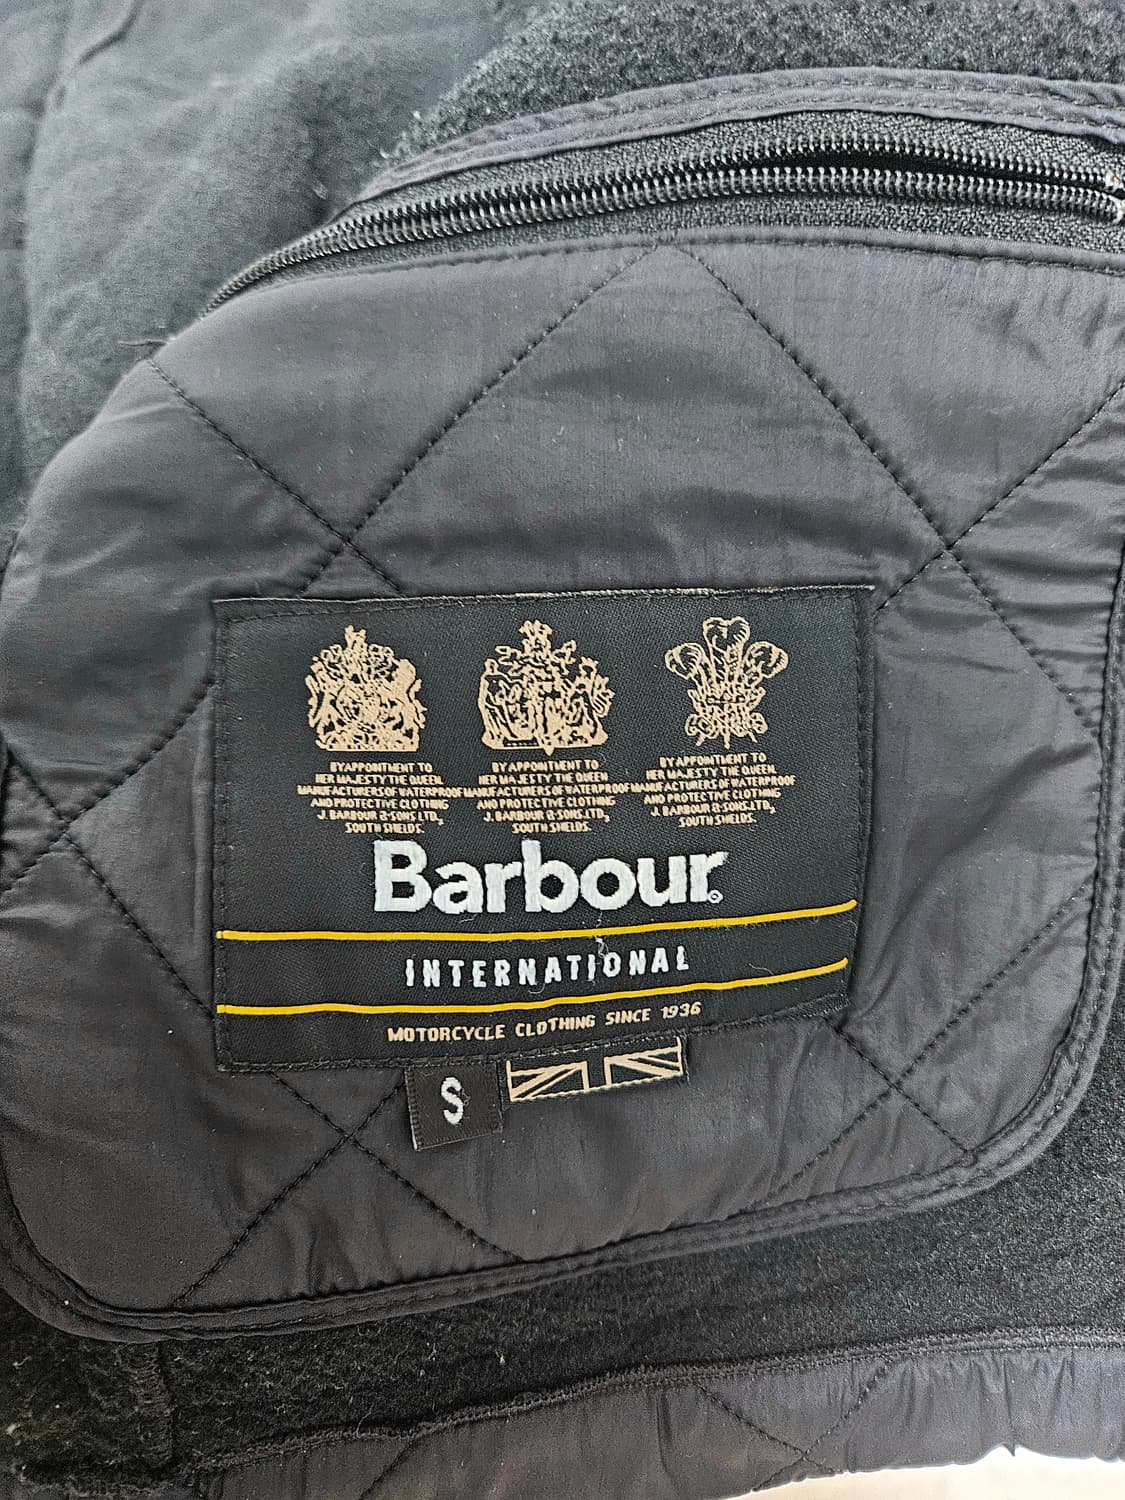 BY APPOINTMENT TO
HER MAJESTY THE QUEEN
MANUFACTURERS OF WATERPROOF
AND PROTECTIVE CLOTHING
J. BARBOUR & SONS LTD,
SOUTH SHIELDS.
BY APPOINTMENT TO
HER MAJESTY THE QUEEN
MANUFACTURERS OF WATERPROOF
AND PROTECTIVE CLOTHING
J. BARBOUR & SONS LTD,
SOUTH SHIELDS.
BY APPOINTMENT TO
HER MAJESTY THE QUEEN
MANUFACTURERS OF WATERPROOF
AND PROTECTIVE CLOTHING
J. BARBOUR & SONS LTD,
SOUTH SHIELDS.
Barbour®
INTERNATIONAL
MOTORCYCLE CLOTHING SINCE 1936
S